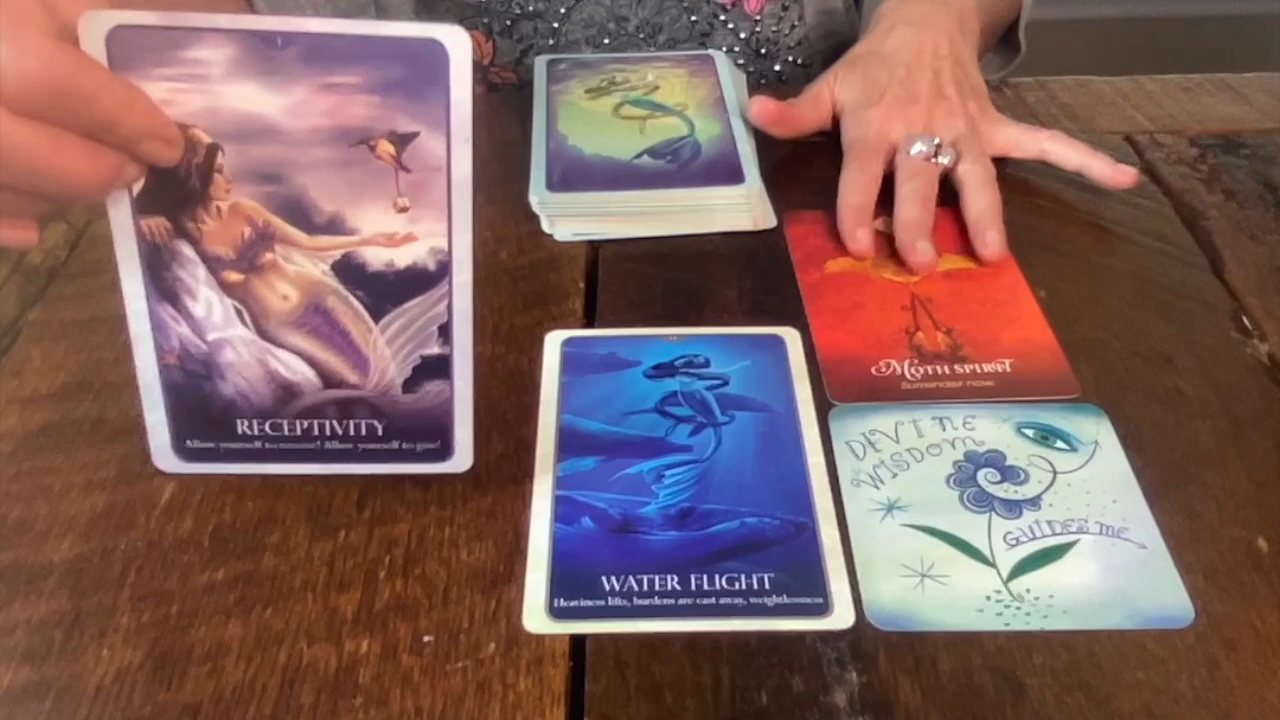 RECEPTIVITY
Allow yourself to receive! Allow yourself to give!
WATER FLIGHT
Heaviness lifts, burdens are cast away, weightlessness
MOTH SPIRIT
Surrender now
DIVINE
WISDOM
GUIDES ME